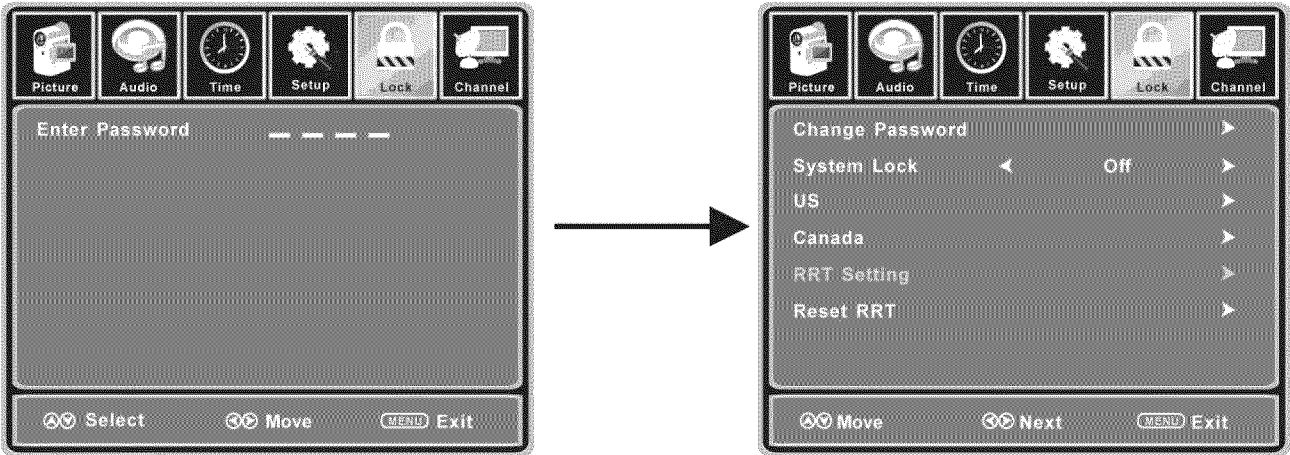 Picture Audio Time Setup Lock Channel
Enter Password _ _ _ _
Select Move MENU Exit
Picture Audio Time Setup Lock Channel
Change Password
System Lock Off
US
Canada
RRT Setting
Reset RRT
Move Next MENU Exit